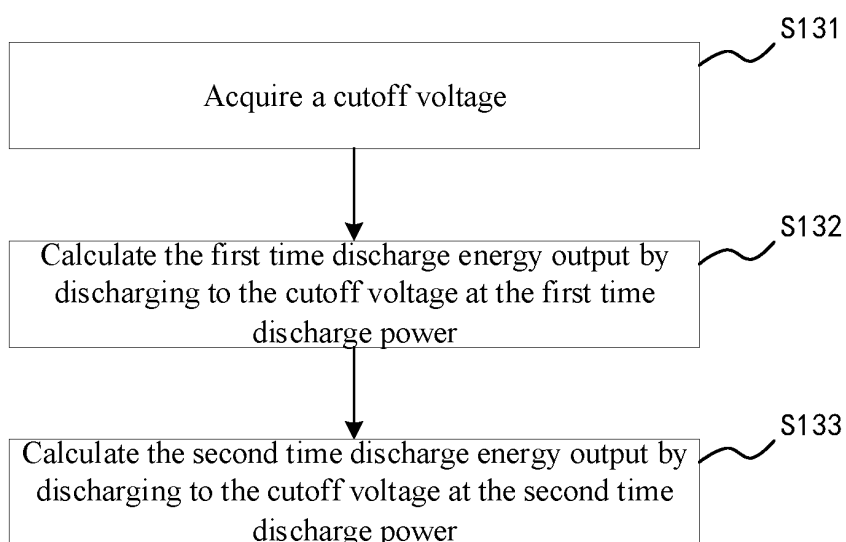 S131
Acquire a cutoff voltage
S132
Calculate the first time discharge energy output by
discharging to the cutoff voltage at the first time
discharge power
S133
Calculate the second time discharge energy output by
discharging to the cutoff voltage at the second time
discharge power